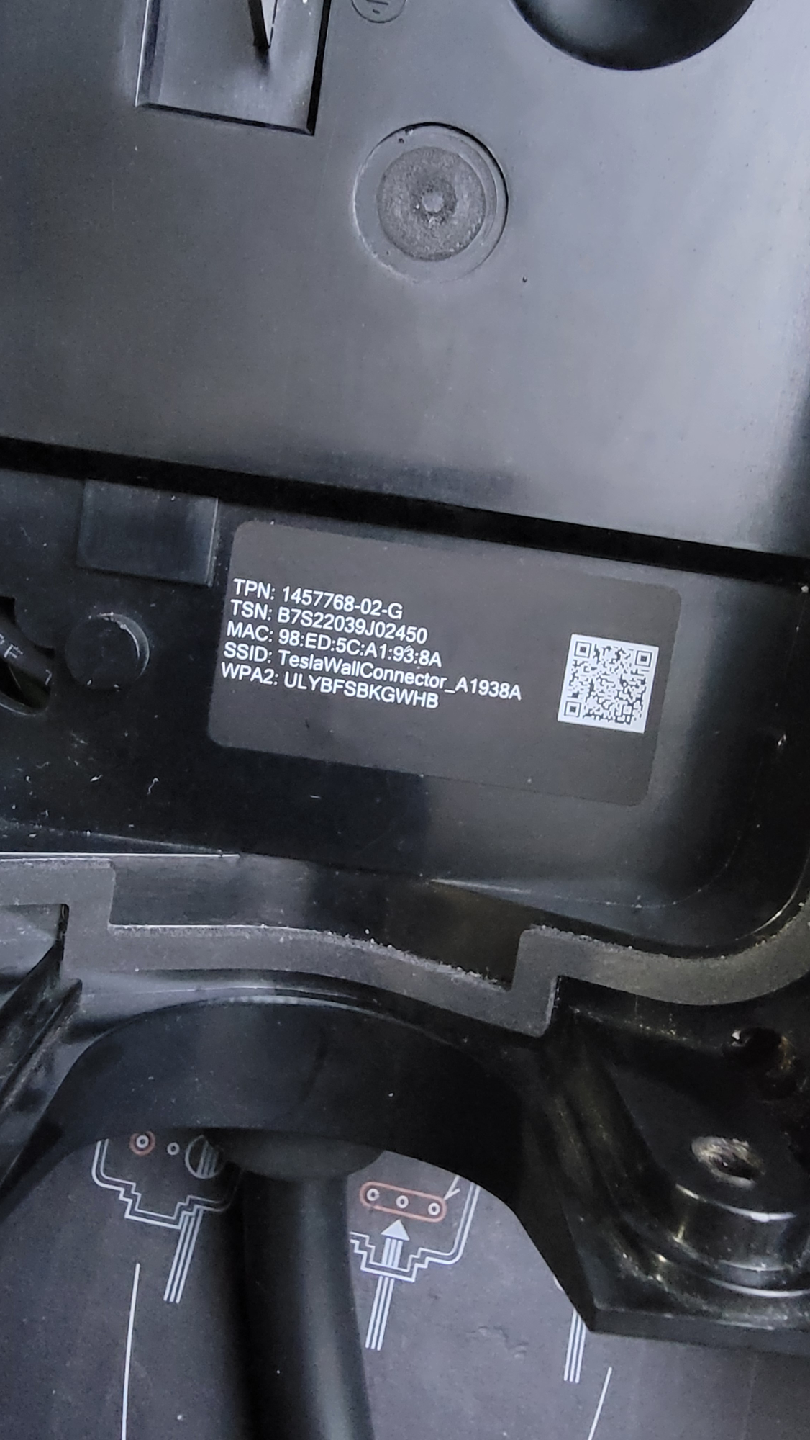 TPN: 1457768-02-G
TSN: B7S22039J02450
MAC: 98:ED:5C:A1:93:8A
SSID: TeslaWallConnector_A1938A
WPA2: ULYBFSBKGWHB